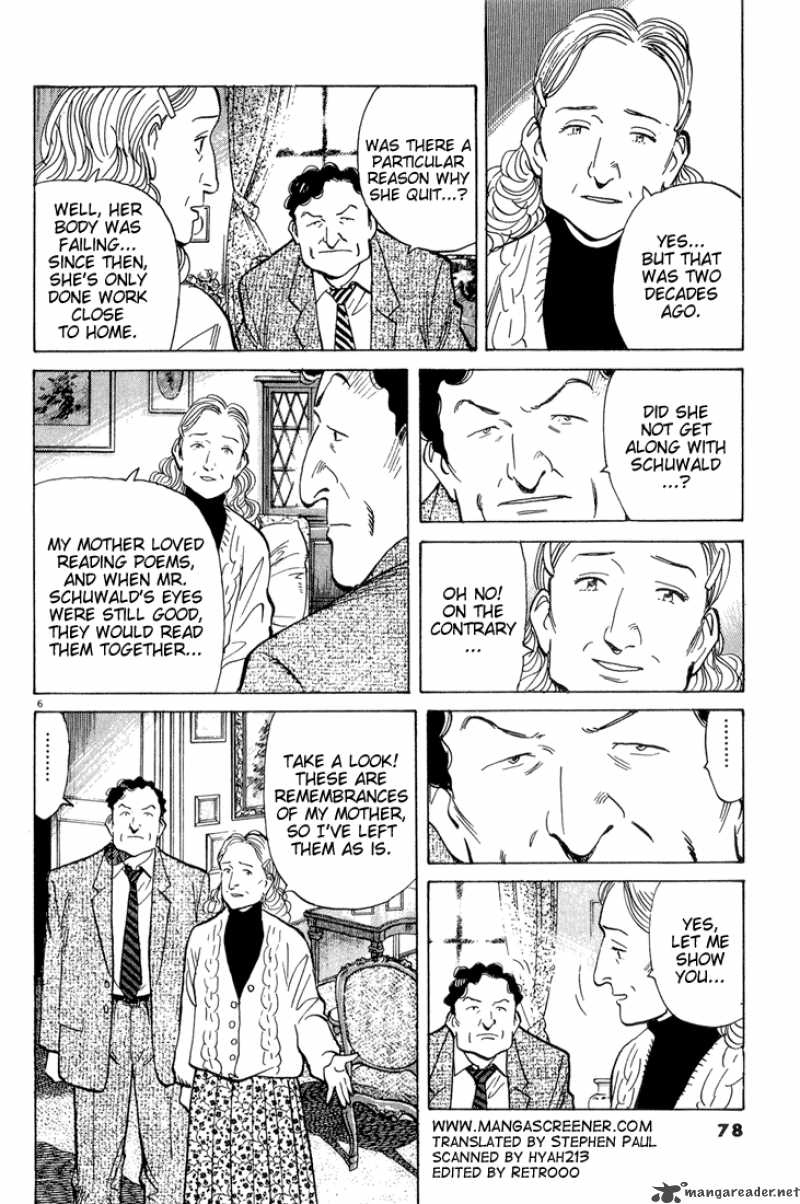 YES...
BUT THAT
WAS TWO
DECADES
AGO.
WAS THERE A
PARTICULAR
REASON WHY
SHE QUIT...?
WELL, HER
BODY WAS
FAILING...
SINCE THEN,
SHE'S ONLY
DONE WORK
CLOSE
TO HOME.
DID SHE
NOT GET
ALONG WITH
SCHUWALD
...?
OH NO!
ON THE
CONTRARY
...
MY MOTHER LOVED
READING POEMS,
AND WHEN MR.
SCHUWALD'S EYES
WERE STILL GOOD,
THEY WOULD READ
THEM TOGETHER...
6
........
YES,
LET ME
SHOW
YOU...
TAKE A LOOK!
THESE ARE
REMEMBRANCES
OF MY MOTHER,
SO I'VE LEFT
THEM AS IS.
........
WWW.MANGASCREENER.COM
TRANSLATED BY STEPHEN PAUL
SCANNED BY HYAH213
EDITED BY RETROOO
78
mangareader.net